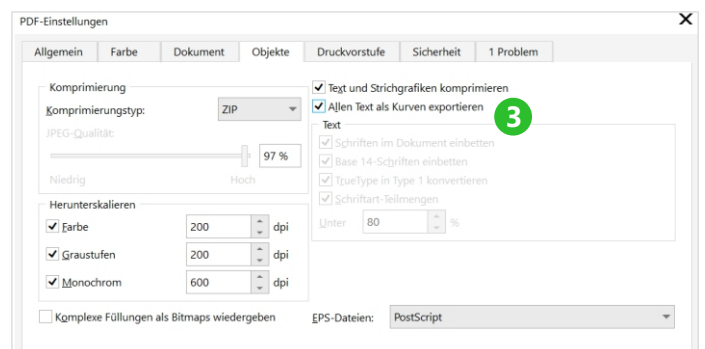 PDF-Einstellungen
X
Allgemein Farbe Dokument Objekte Druckvorstufe Sicherheit 1 Problem
Komprimierung
Komprimierungstyp: ZIP
JPEG-Qualität:
97 %
Niedrig Hoch
Herunterskalieren
Farbe 200 dpi
Graustufen 200 dpi
Monochrom 600 dpi
Komplexe Füllungen als Bitmaps wiedergeben
Text und Strichgrafiken komprimieren
Allen Text als Kurven exportieren
3
Text
Schriften im Dokument einbetten
Base 14-Schriften einbetten
TrueType in Type 1 konvertieren
Schriftart-Teilmengen
Unter 80 %
EPS-Dateien: PostScript